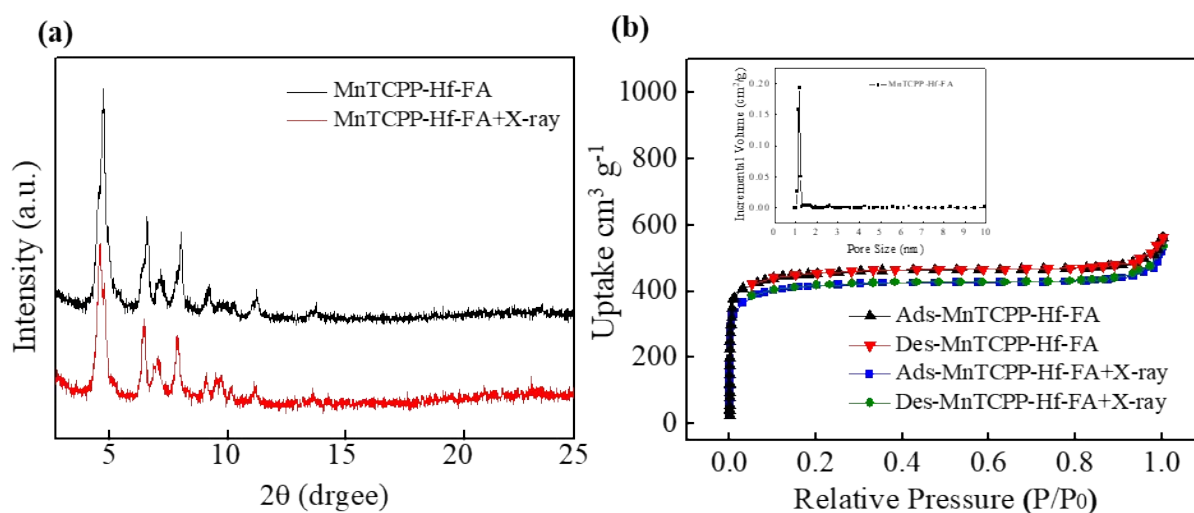 (a)
MnTCPP-Hf-FA
MnTCPP-Hf-FA+X-ray
Intensity (a.u.)
5 10 15 20 25
2θ (drgee)
(b)
1000
800
600
400
200
0
Uptake cm³ g⁻¹
0.20
0.15
0.10
0.05
0.00
Incremental Volume (cm³/g)
MnTCPP-Hf-FA
0 1 2 3 4 5 6 7 8 9 10
Pore Size (nm)
Ads-MnTCPP-Hf-FA
Des-MnTCPP-Hf-FA
Ads-MnTCPP-Hf-FA+X-ray
Des-MnTCPP-Hf-FA+X-ray
0.0 0.2 0.4 0.6 0.8 1.0
Relative Pressure (P/P₀)